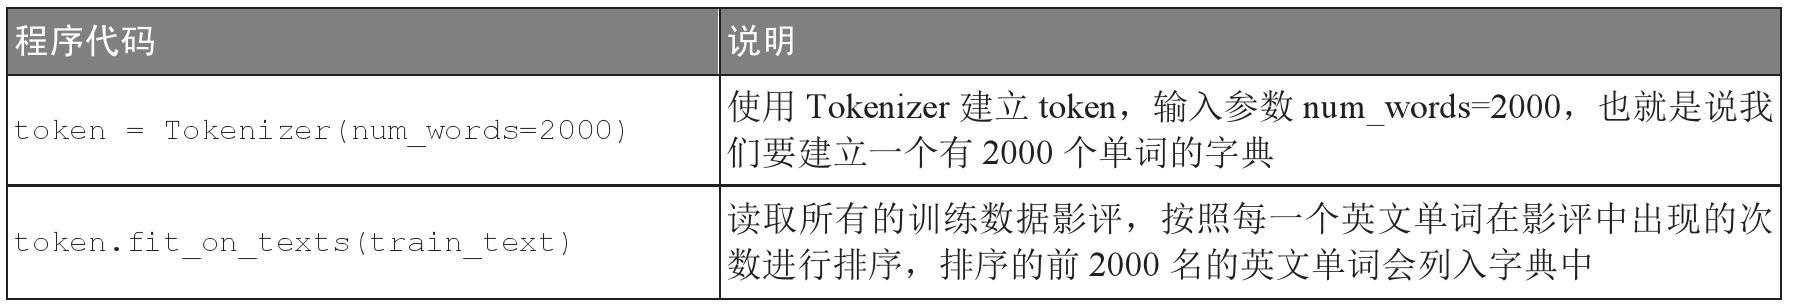 程序代码
说明
token = Tokenizer(num_words=2000)
使用 Tokenizer 建立 token，输入参数 num_words=2000，也就是说我
们要建立一个有 2000 个单词的字典
token.fit_on_texts(train_text)
读取所有的训练数据影评，按照每一个英文单词在影评中出现的次
数进行排序，排序的前 2000 名的英文单词会列入字典中